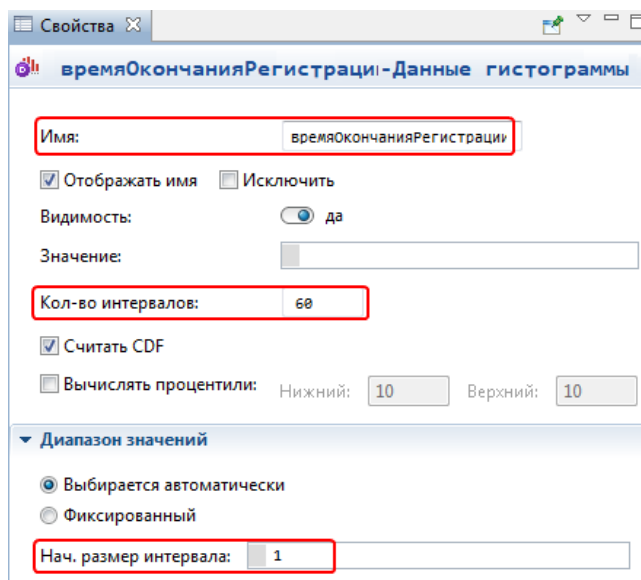 Свойства
времяОкончанияРегистраци-Данные гистограммы
Имя: времяОкончанияРегистрации
Отображать имя Исключить
Видимость: да
Значение:
Кол-во интервалов: 60
Считать CDF
Вычислять процентили: Нижний: 10 Верхний: 10
Диапазон значений
Выбирается автоматически
Фиксированный
Нач. размер интервала: 1